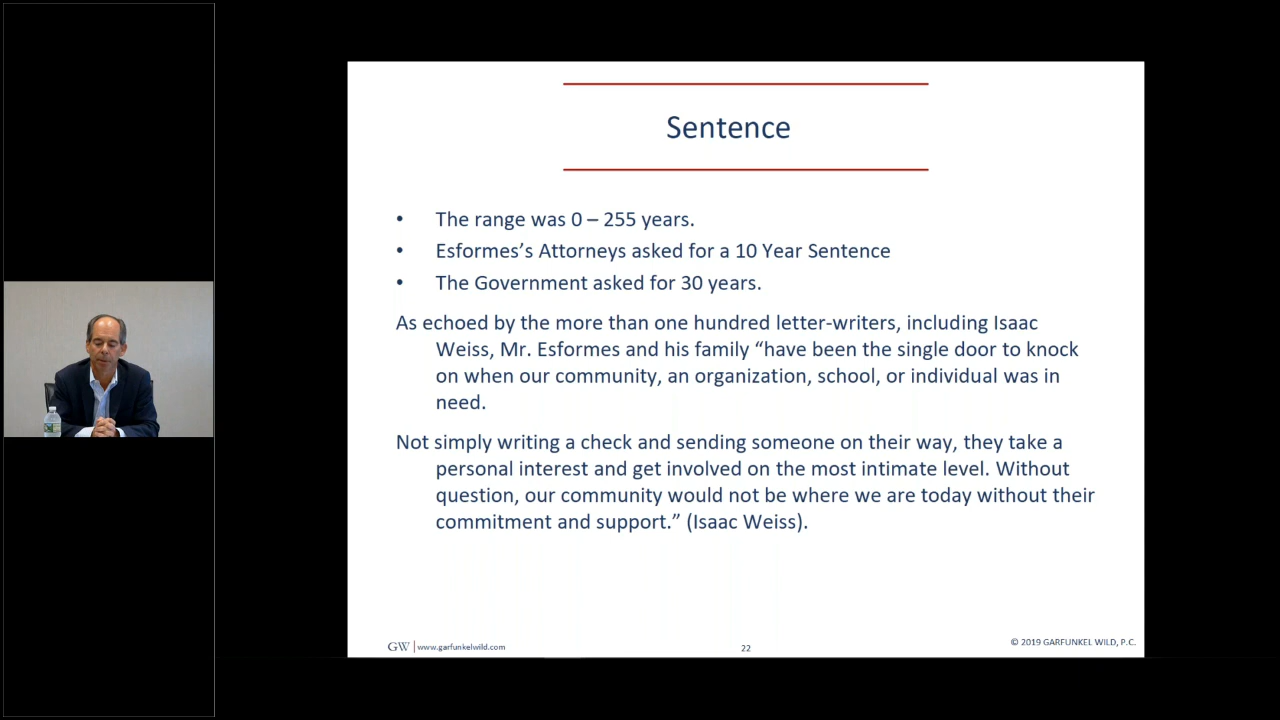 Sentence
• The range was 0 – 255 years.
• Esformes’s Attorneys asked for a 10 Year Sentence
• The Government asked for 30 years.
As echoed by the more than one hundred letter-writers, including Isaac
Weiss, Mr. Esformes and his family “have been the single door to knock
on when our community, an organization, school, or individual was in
need.
Not simply writing a check and sending someone on their way, they take a
personal interest and get involved on the most intimate level. Without
question, our community would not be where we are today without their
commitment and support.” (Isaac Weiss).
GW | www.garfunkelwild.com
22
© 2019 GARFUNKEL WILD, P.C.